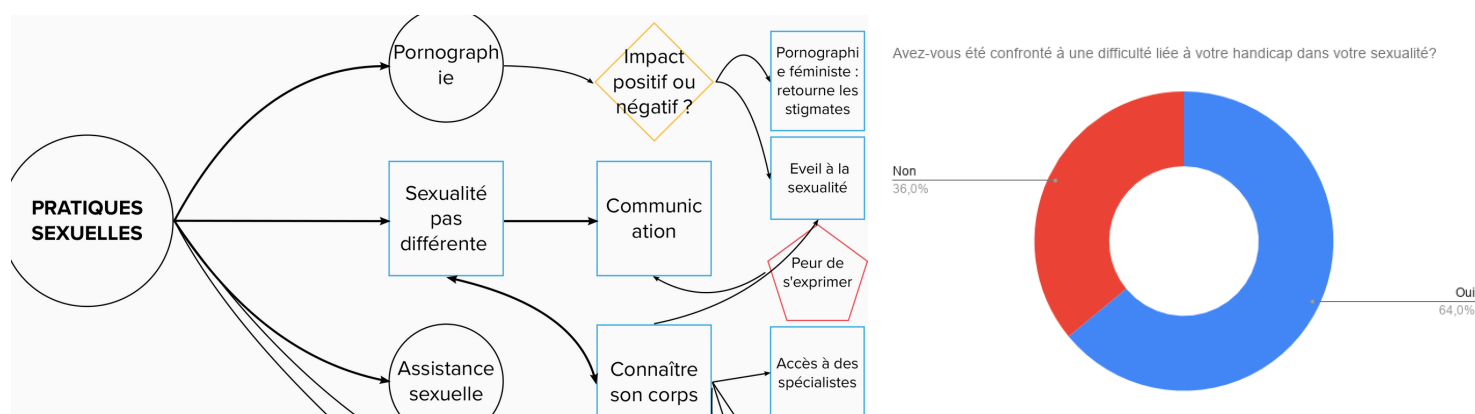 Pornograph
ie
Impact
positif ou
négatif ?
Pornographi
e féministe :
retourne les
stigmates
Eveil à la
sexualité
PRATIQUES
SEXUELLES
Sexualité
pas
différente
Communic
ation
Peur de
s'exprimer
Assistance
sexuelle
Connaître
son corps
Accès à des
spécialistes
Avez-vous été confronté à une difficulté liée à votre handicap dans votre sexualité?
Non
36,0%
Oui
64,0%